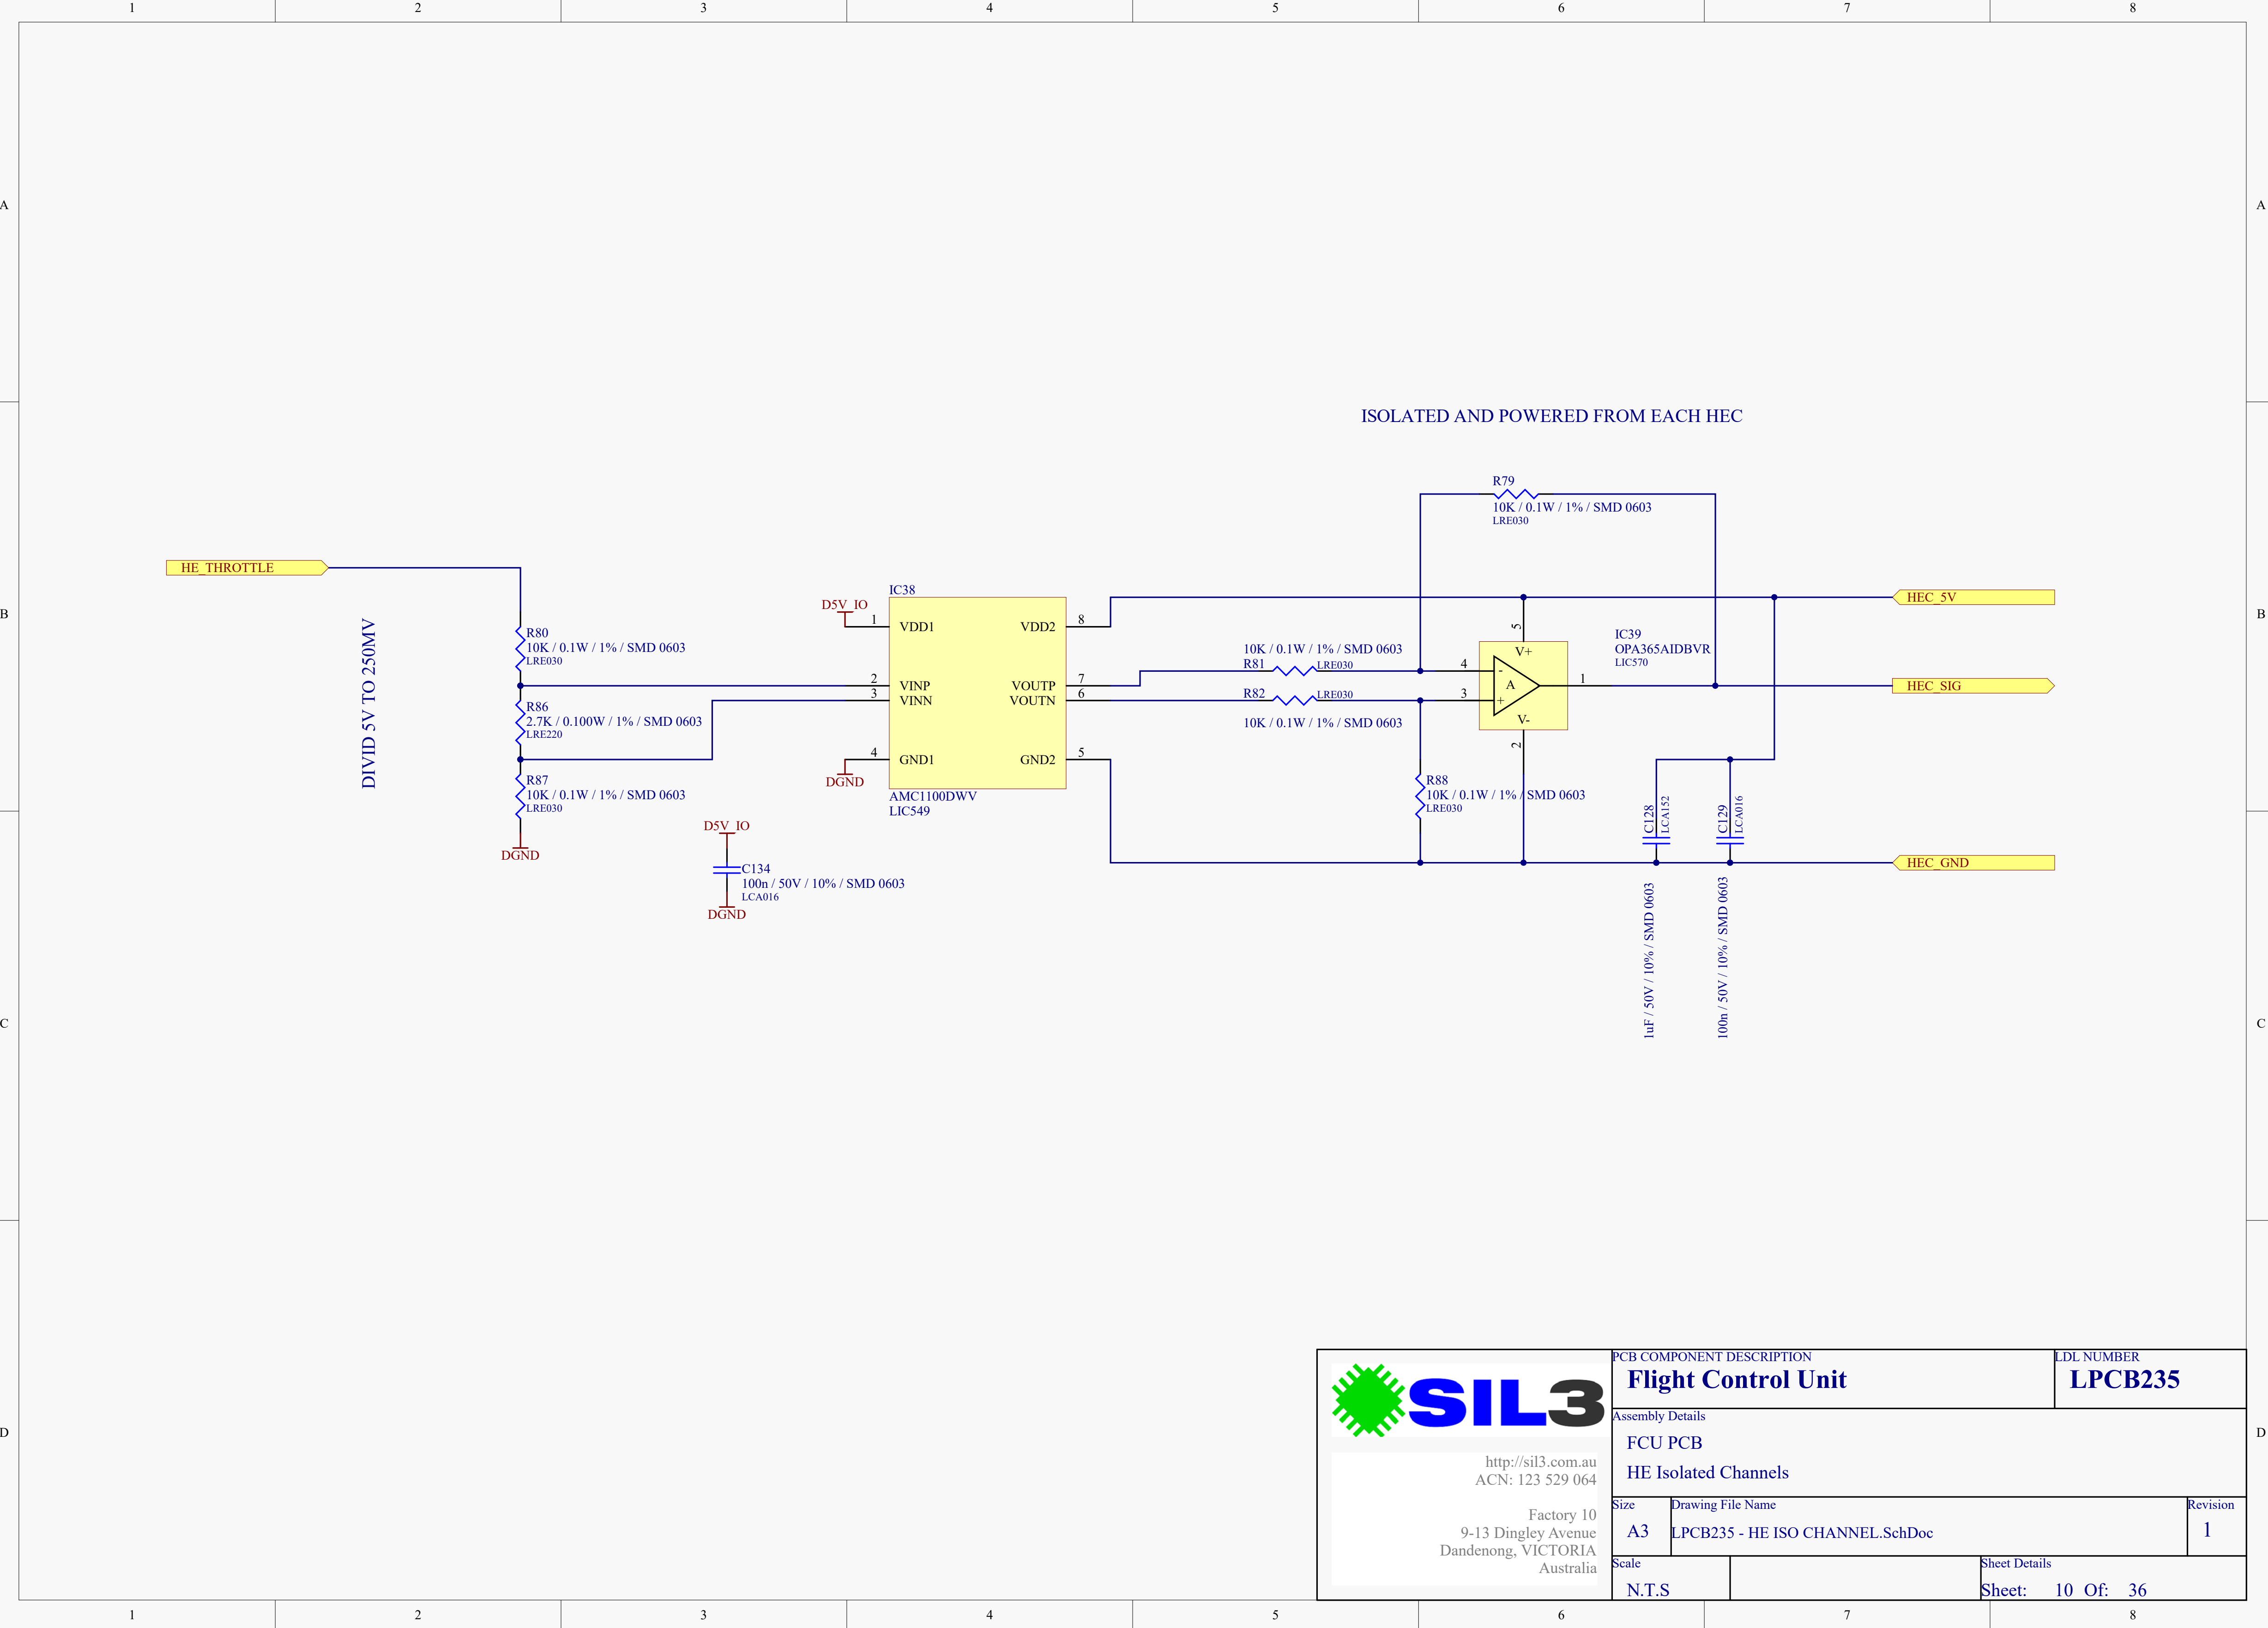 1 2 3 4 5 6 7 8
A A
ISOLATED AND POWERED FROM EACH HEC
R79
10K / 0.1W / 1% / SMD 0603
LRE030
HE_THROTTLE
B B
DIVID 5V TO 250MV
R80
10K / 0.1W / 1% / SMD 0603
LRE030
R86
2.7K / 0.100W / 1% / SMD 0603
LRE220
R87
10K / 0.1W / 1% / SMD 0603
LRE030
DGND
D5V_IO
C134
100n / 50V / 10% / SMD 0603
LCA016
DGND
IC38
D5V_IO
1 VDD1 VDD2 8
2 VINP VOUTP 7
3 VINN VOUTN 6
4 GND1 GND2 5
DGND
AMC1100DWV
LIC549
10K / 0.1W / 1% / SMD 0603
R81 LRE030
R82 LRE030
10K / 0.1W / 1% / SMD 0603
5
V+
4 -
A 1
3 +
V-
2
IC39
OPA365AIDBVR
LIC570
R88
10K / 0.1W / 1% / SMD 0603
LRE030
C128
LCA152
1uF / 50V / 10% / SMD 0603
C129
LCA016
100n / 50V / 10% / SMD 0603
HEC_5V
HEC_SIG
HEC_GND
C C
D D
SIL3
http://sil3.com.au
ACN: 123 529 064
Factory 10
9-13 Dingley Avenue
Dandenong, VICTORIA
Australia
PCB COMPONENT DESCRIPTION
Flight Control Unit
LDL NUMBER
LPCB235
Assembly Details
FCU PCB
HE Isolated Channels
Size
A3
Drawing File Name
LPCB235 - HE ISO CHANNEL.SchDoc
Revision
1
Scale
N.T.S
Sheet Details
Sheet: 10 Of: 36
1 2 3 4 5 6 7 8